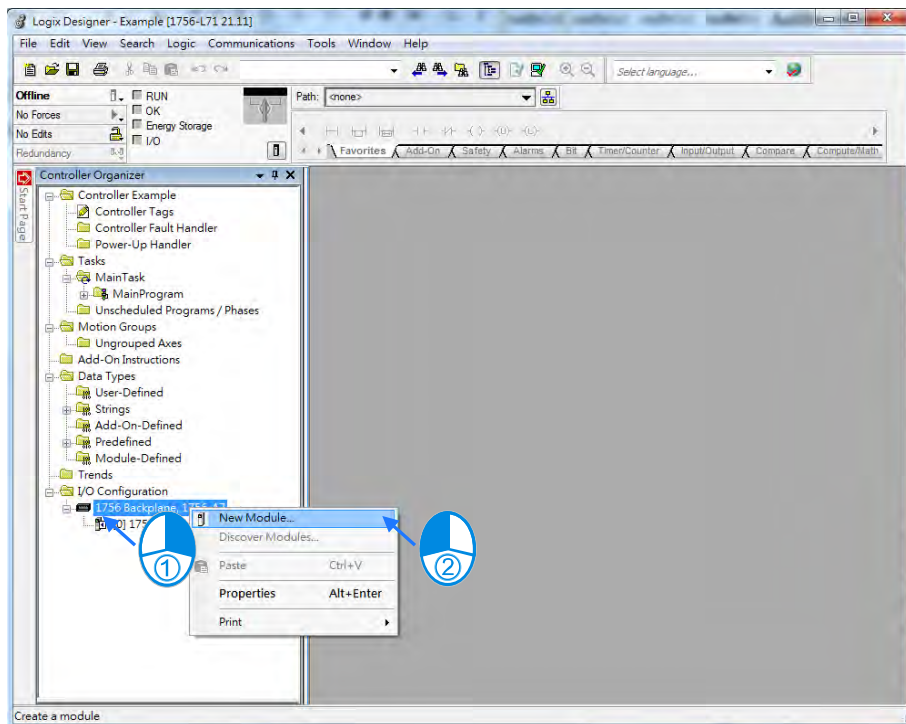 Logix Designer - Example [1756-L71 21.11]
File Edit View Search Logic Communications Tools Window Help
Select language...
Offline
RUN
Path: <none>
No Forces
OK
Energy Storage
No Edits
I/O
Redundancy
Favorites Add-On Safety Alarms Bit Timer/Counter Input/Output Compare Compute/Math
Start Page
Controller Organizer
Controller Example
Controller Tags
Controller Fault Handler
Power-Up Handler
Tasks
MainTask
MainProgram
Unscheduled Programs / Phases
Motion Groups
Ungrouped Axes
Add-On Instructions
Data Types
User-Defined
Strings
Add-On-Defined
Predefined
Module-Defined
Trends
I/O Configuration
1756 Backplane, 1756-A7
New Module...
Discover Modules...
Paste Ctrl+V
Properties Alt+Enter
Print
①
②
Create a module